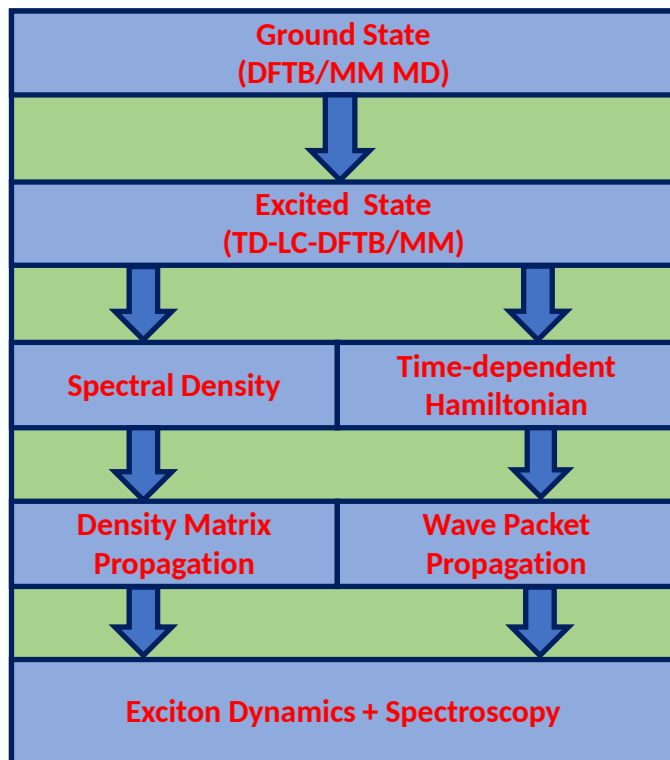 Ground State
(DFTB/MM MD)
Excited State
(TD-LC-DFTB/MM)
Spectral Density
Time-dependent
Hamiltonian
Density Matrix
Propagation
Wave Packet
Propagation
Exciton Dynamics + Spectroscopy